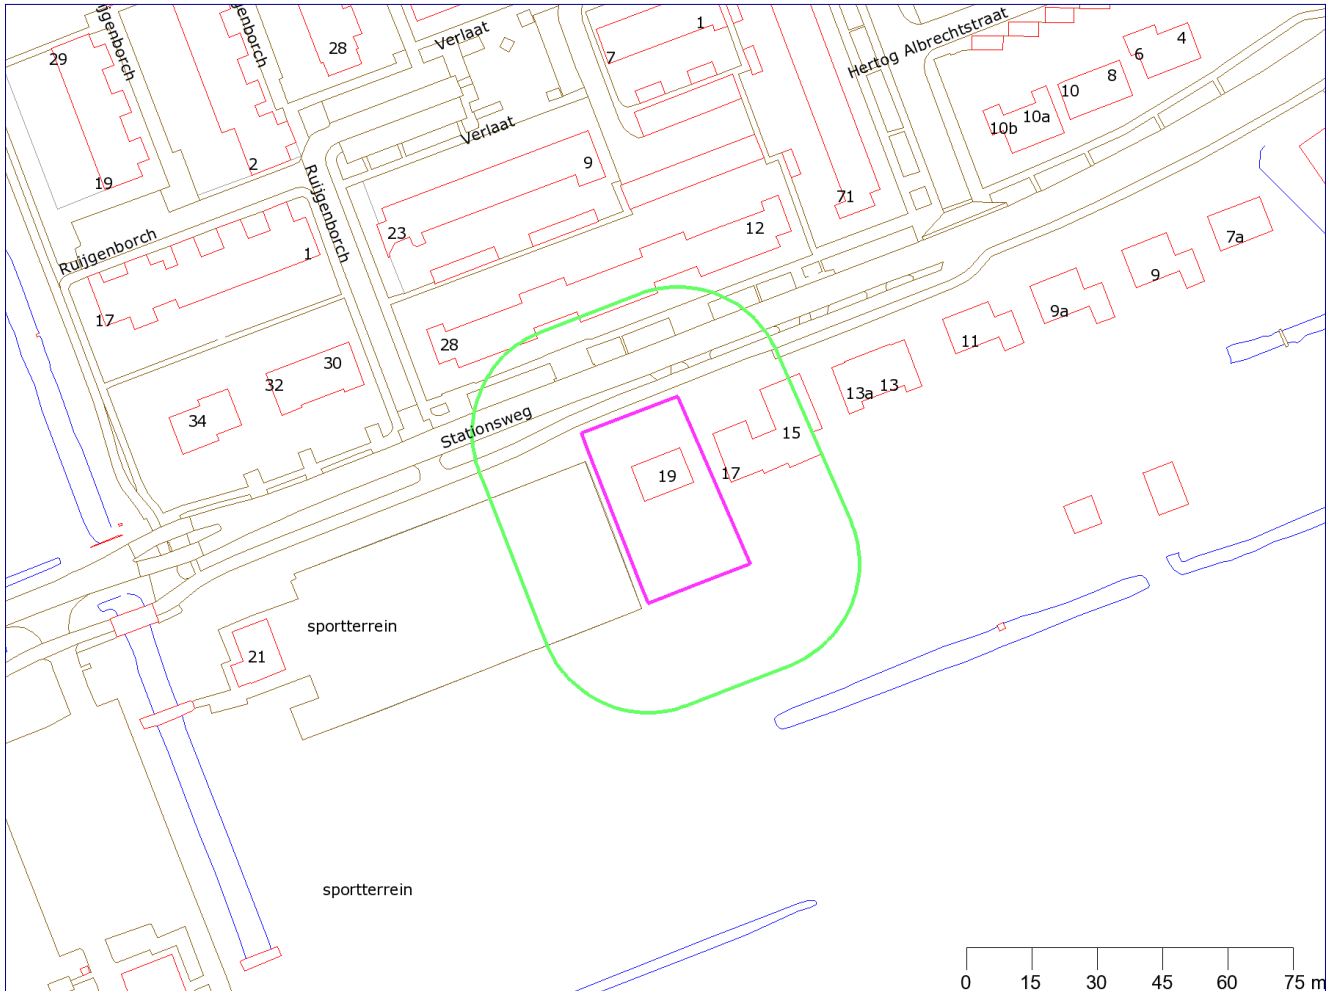 Ruijgenborch
Ruijgenborch
28
Verlaat
7
1
Hertog Albrechtstraat
6
4
29
10
8
10b
10a
Verlaat
2
9
19
Ruijgenborch
71
Ruijgenborch
1
23
12
7a
9
17
28
9a
11
32
30
34
13a
13
Stationsweg
15
19
17
sportterrein
21
sportterrein
0 15 30 45 60 75 m